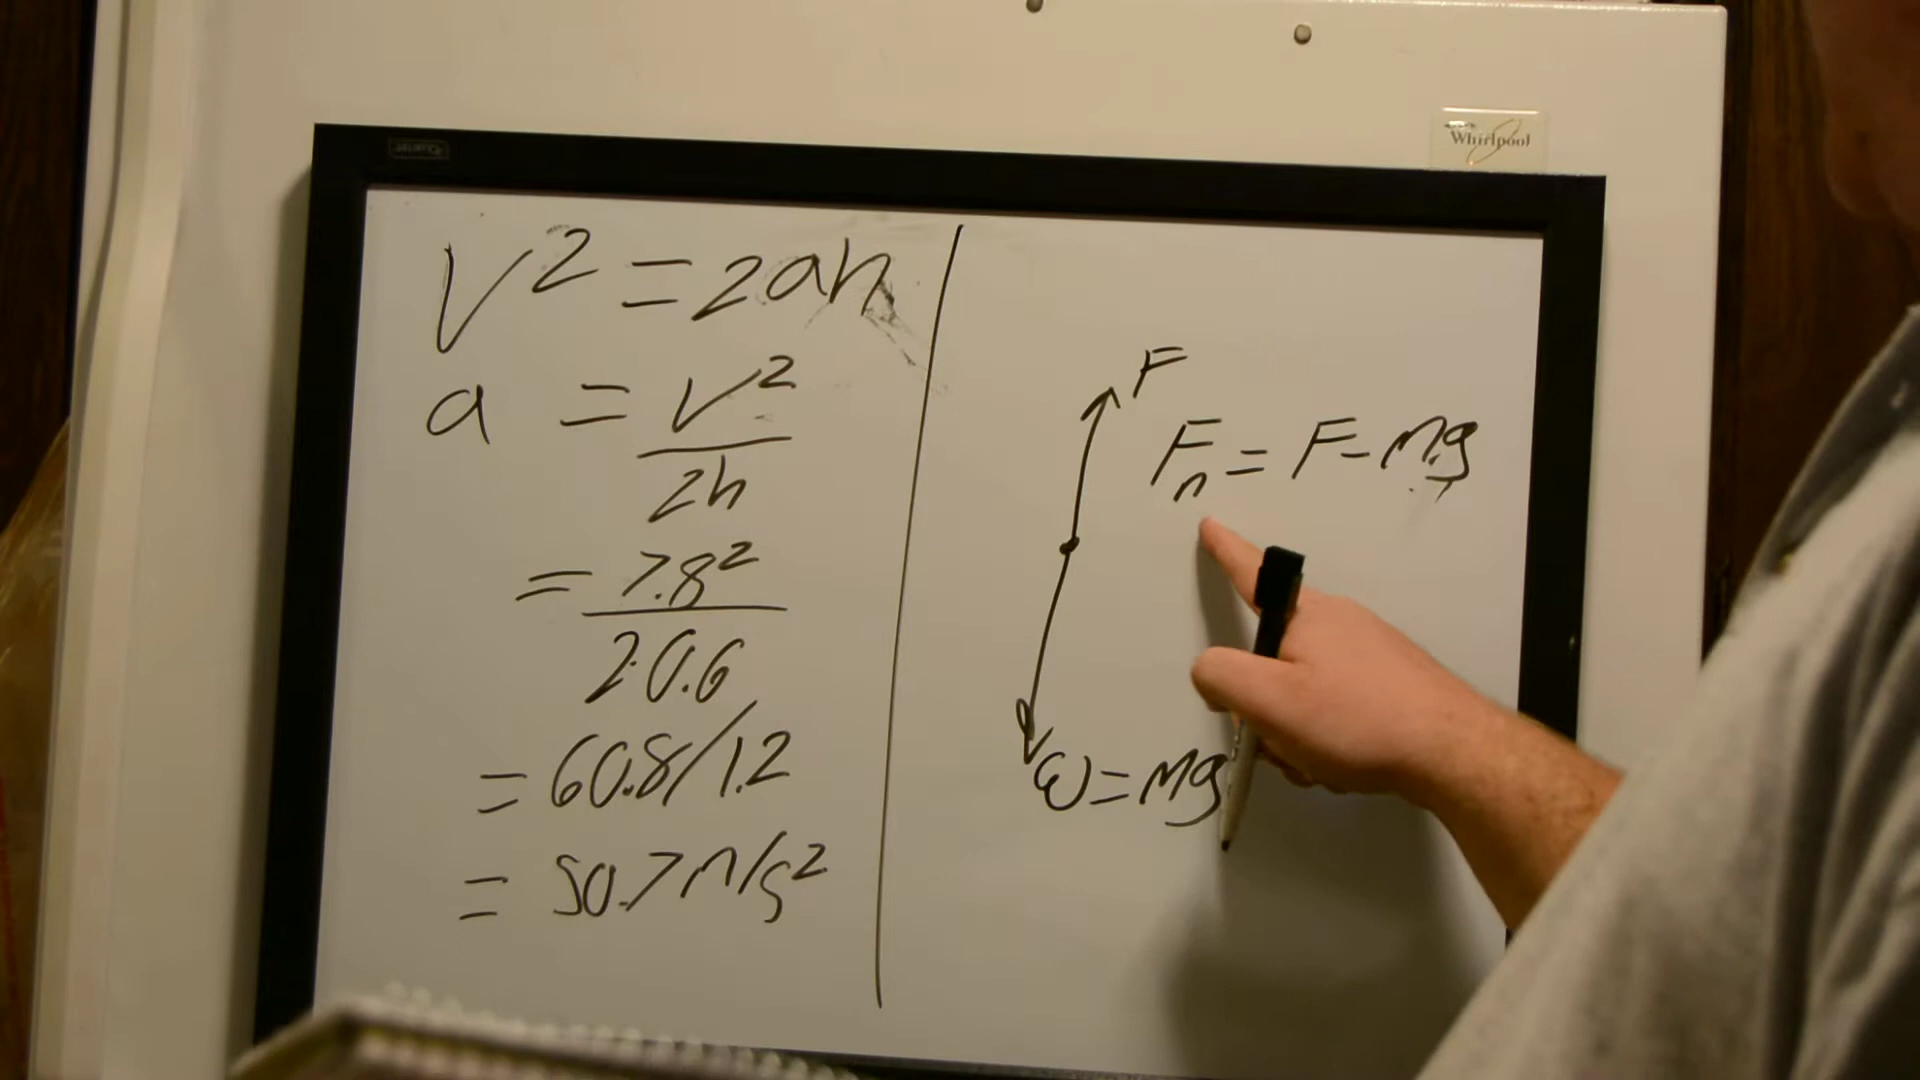 Whirlpool
V² = 2ah
a = V²/2h
= 7.8²/2·0.6
= 60.8/1.2
= 50.7m/s²
F
Fn = F - mg
ω = mg